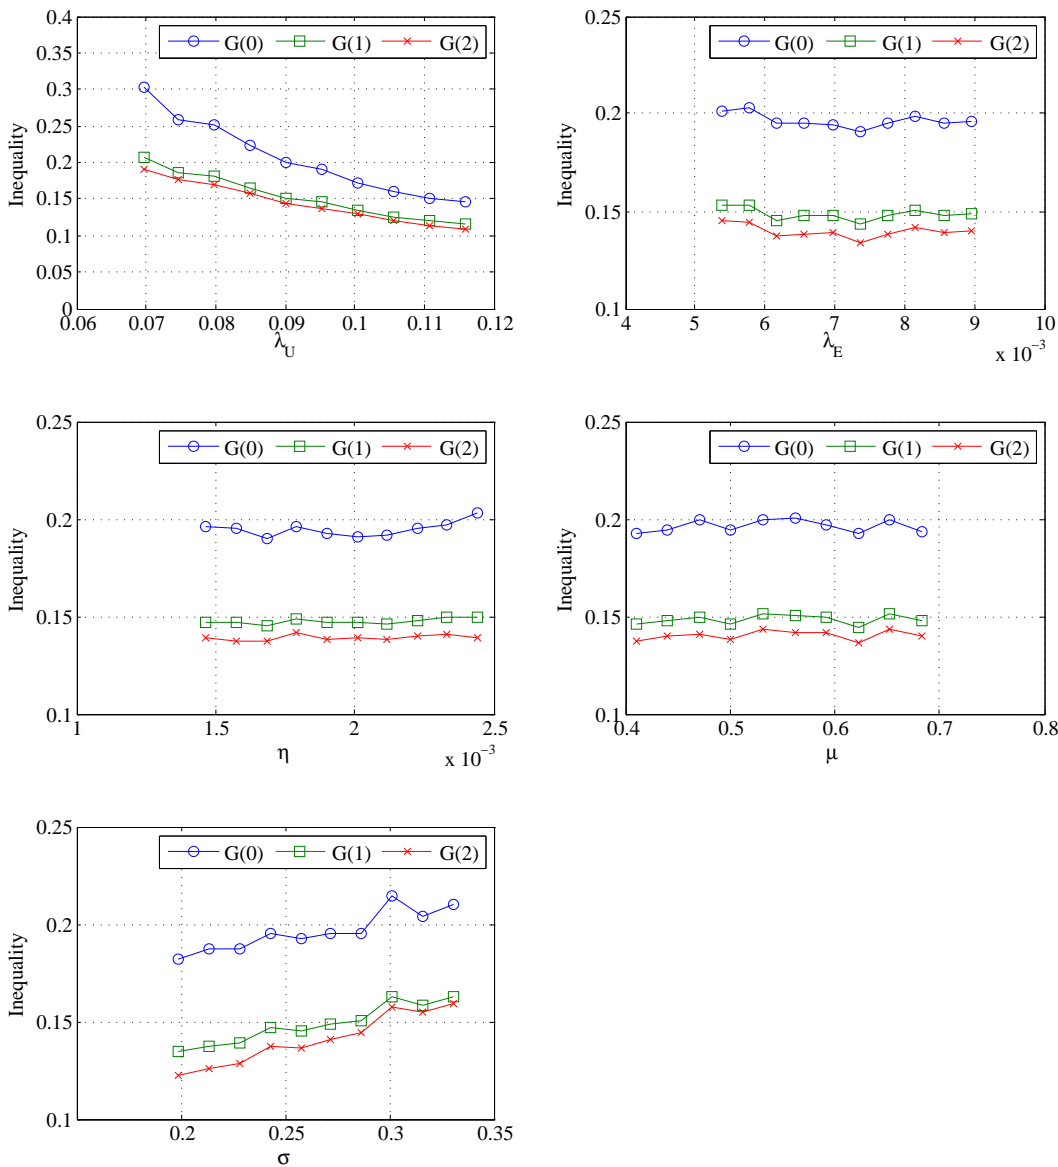 0.4
G(0) G(1) G(2)
0.35
0.3
0.25
0.2
0.15
0.1
0.05
0
Inequality
0.06 0.07 0.08 0.09 0.1 0.11 0.12
λ_U
0.25
G(0) G(1) G(2)
0.2
0.15
0.1
Inequality
4 5 6 7 8 9 10
λ_E
x 10⁻³
0.25
G(0) G(1) G(2)
0.2
0.15
0.1
Inequality
1 1.5 2 2.5
η
x 10⁻³
0.25
G(0) G(1) G(2)
0.2
0.15
0.1
Inequality
0.4 0.5 0.6 0.7 0.8
μ
0.25
G(0) G(1) G(2)
0.2
0.15
0.1
Inequality
0.2 0.25 0.3 0.35
σ